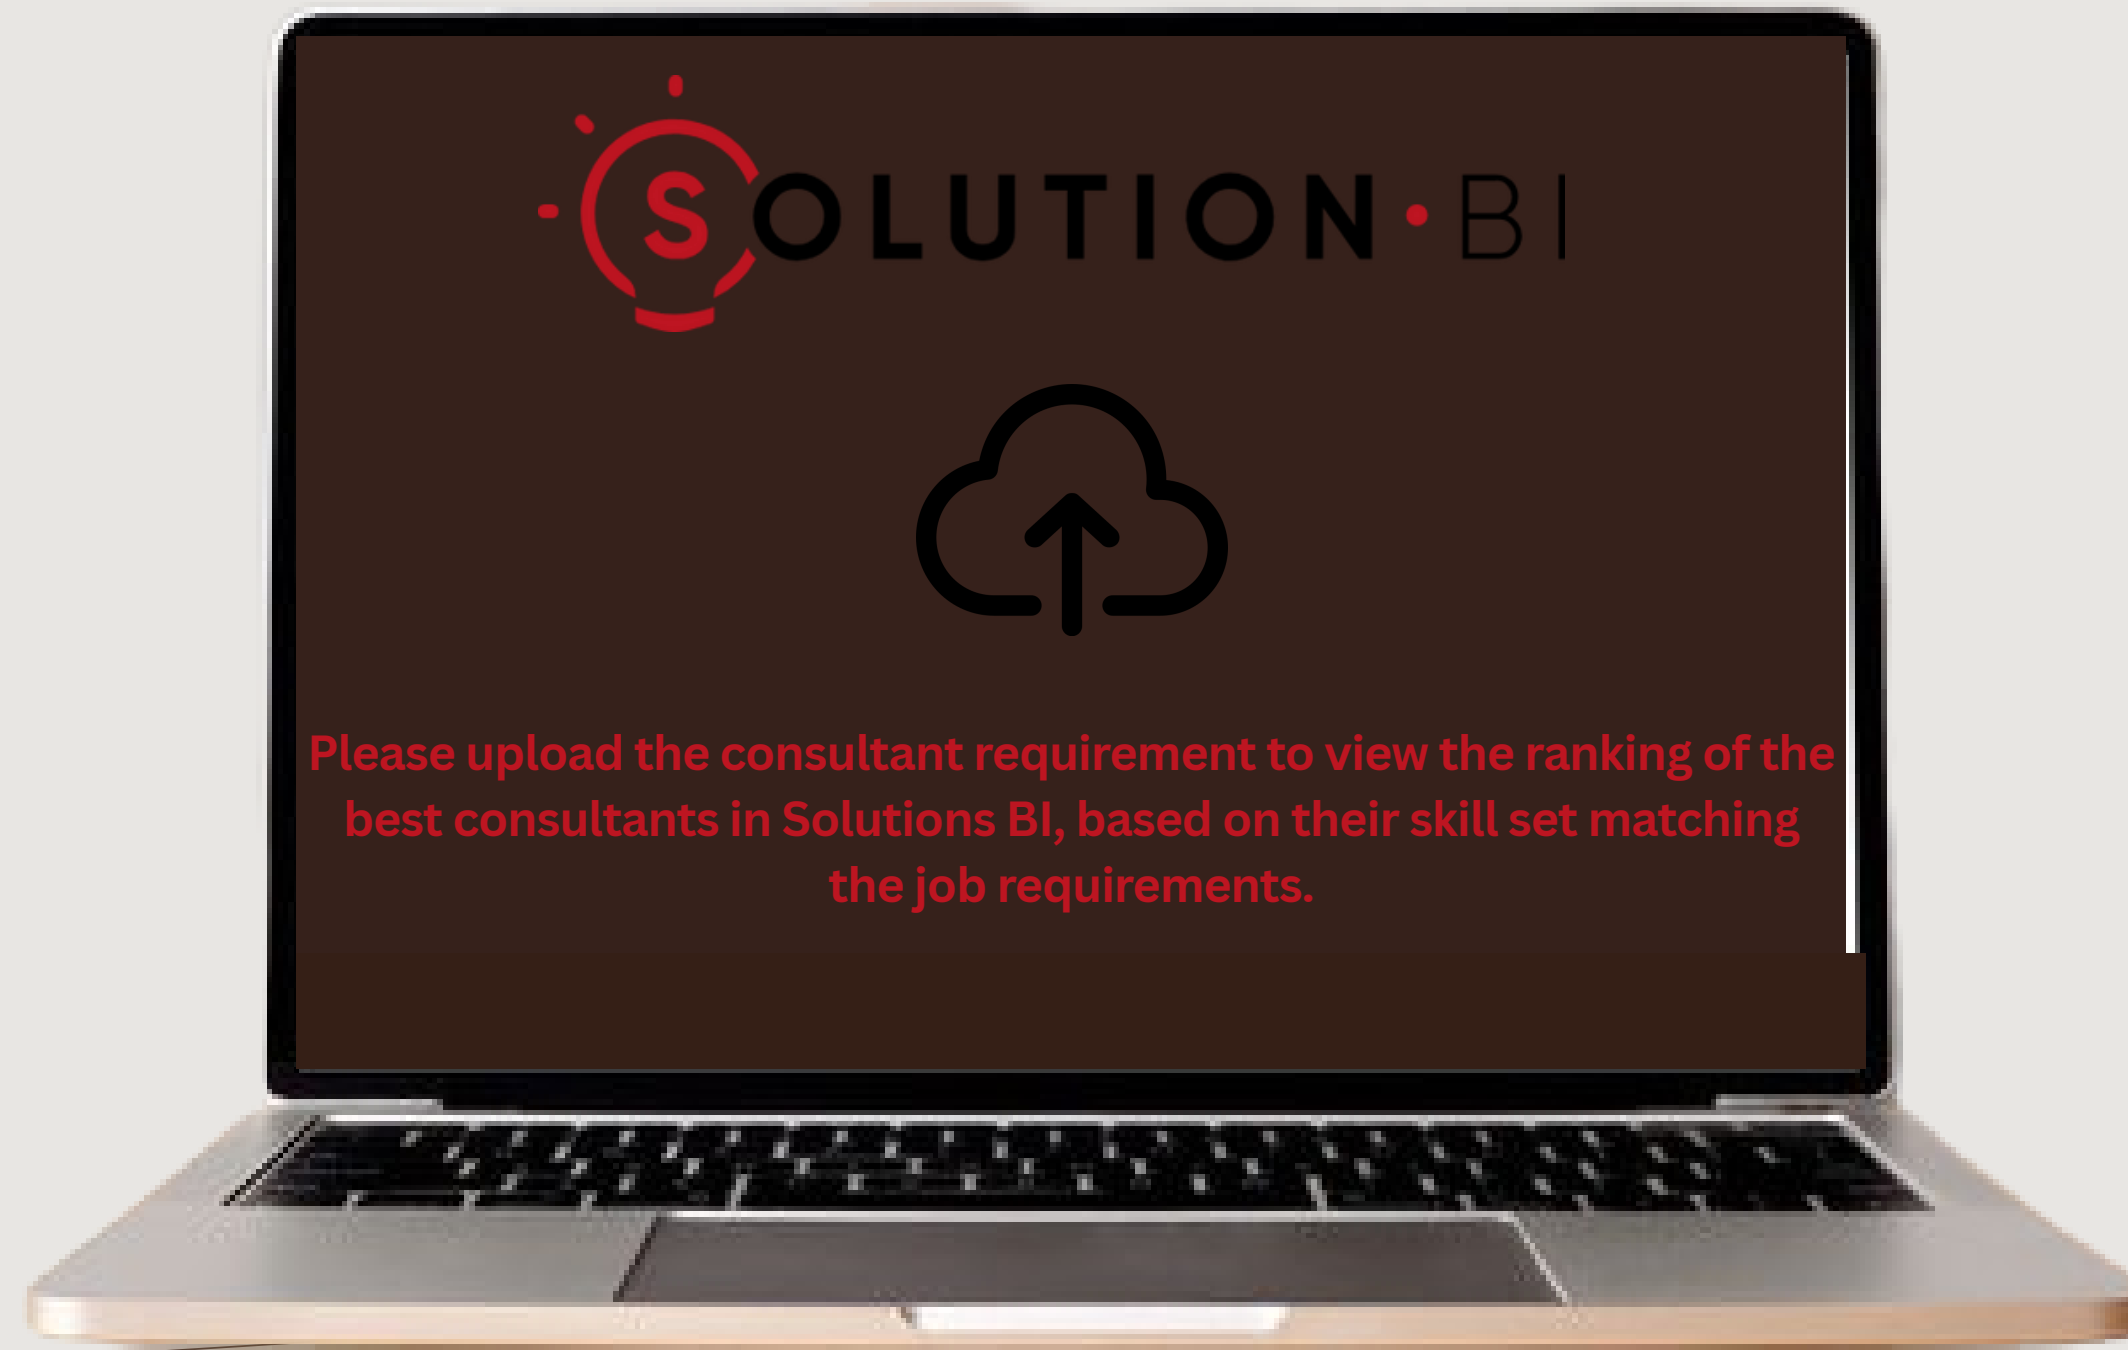 SOLUTION·BI
Please upload the consultant requirement to view the ranking of the
best consultants in Solutions BI, based on their skill set matching
the job requirements.